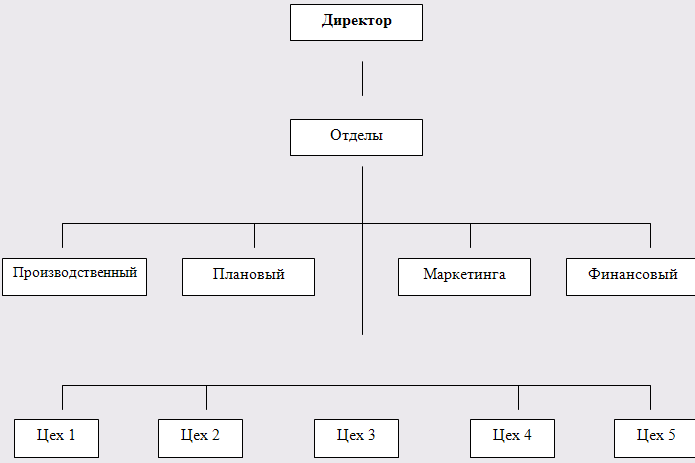 Директор
Отделы
Производственный
Плановый
Маркетинга
Финансовый
Цех 1
Цех 2
Цех 3
Цех 4
Цех 5